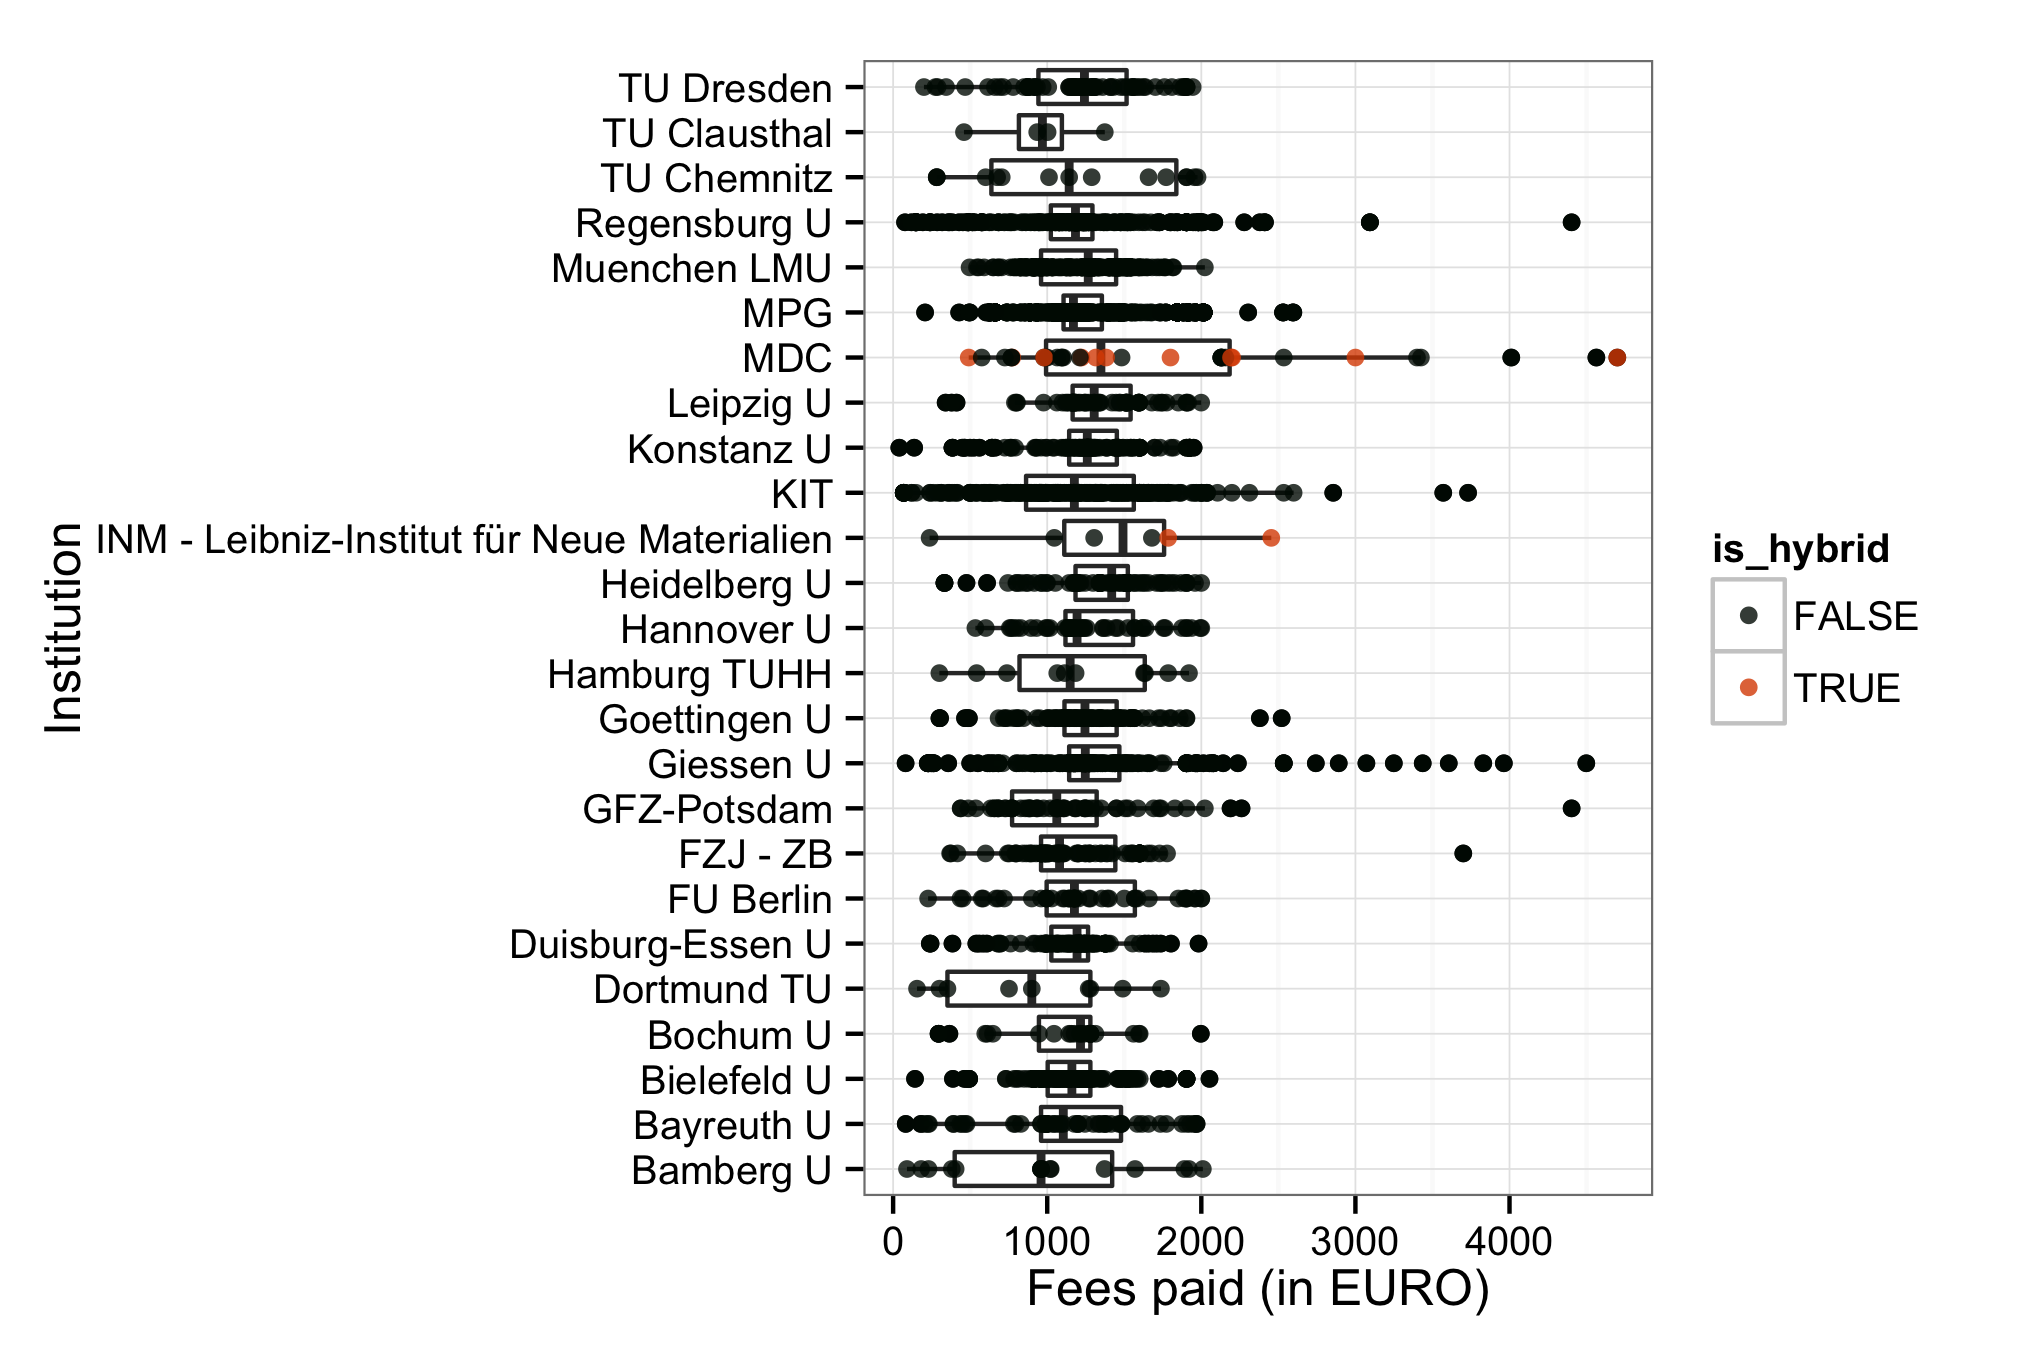 TU Dresden
TU Clausthal
TU Chemnitz
Regensburg U
Muenchen LMU
MPG
MDC
Leipzig U
Konstanz U
KIT
INM - Leibniz-Institut für Neue Materialien
Heidelberg U
Hannover U
Hamburg TUHH
Goettingen U
Giessen U
GFZ-Potsdam
FZJ - ZB
FU Berlin
Duisburg-Essen U
Dortmund TU
Bochum U
Bielefeld U
Bayreuth U
Bamberg U
Institution
0 1000 2000 3000 4000
Fees paid (in EURO)
is_hybrid
FALSE
TRUE